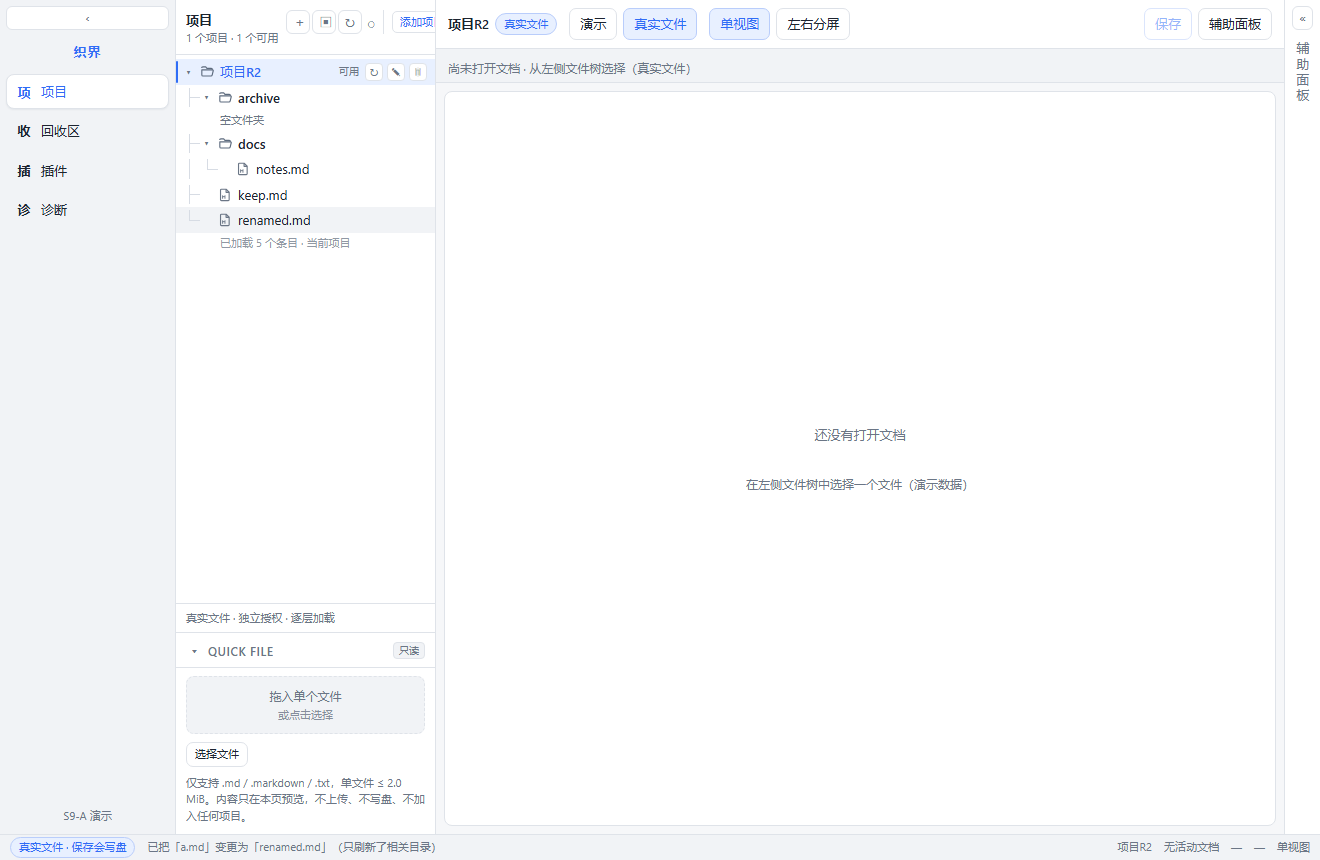 ‹
织界
项 项目
收 回收区
插 插件
诊 诊断
S9-A 演示
项目
1 个项目 · 1 个可用
+ ↻ ○ 添加项
项目R2 可用 ↻
archive
空文件夹
docs
notes.md
keep.md
renamed.md
已加载 5 个条目 · 当前项目
真实文件 · 独立授权 · 逐层加载
QUICK FILE 只读
拖入单个文件
或点击选择
选择文件
仅支持 .md / .markdown / .txt，单文件 ≤ 2.0
MiB。内容只在本页预览，不上传、不写盘、不加
入任何项目。
项目R2 真实文件 演示 真实文件 单视图 左右分屏 保存 辅助面板
尚未打开文档 · 从左侧文件树选择（真实文件）
还没有打开文档
在左侧文件树中选择一个文件（演示数据）
«
辅助面板
真实文件 · 保存会写盘 已把「a.md」变更为「renamed.md」（只刷新了相关目录） 项目R2 无活动文档 — — 单视图